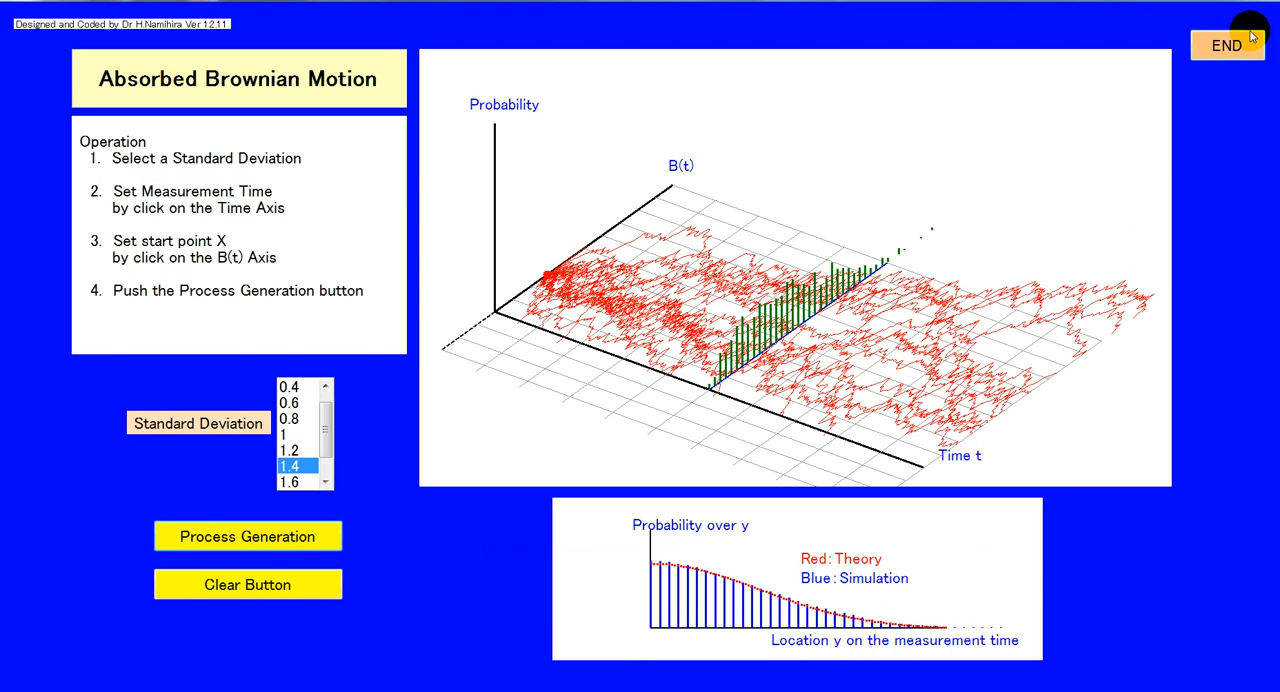 Designed and Coded by Dr H.Namihira Ver 12.11
END
Absorbed Brownian Motion
Operation
1. Select a Standard Deviation
2. Set Measurement Time
by click on the Time Axis
3. Set start point X
by click on the B(t) Axis
4. Push the Process Generation button
Standard Deviation
0.4
0.6
0.8
1
1.2
1.4
1.6
Process Generation
Clear Button
Probability
B(t)
Time t
Probability over y
Red: Theory
Blue: Simulation
Location y on the measurement time